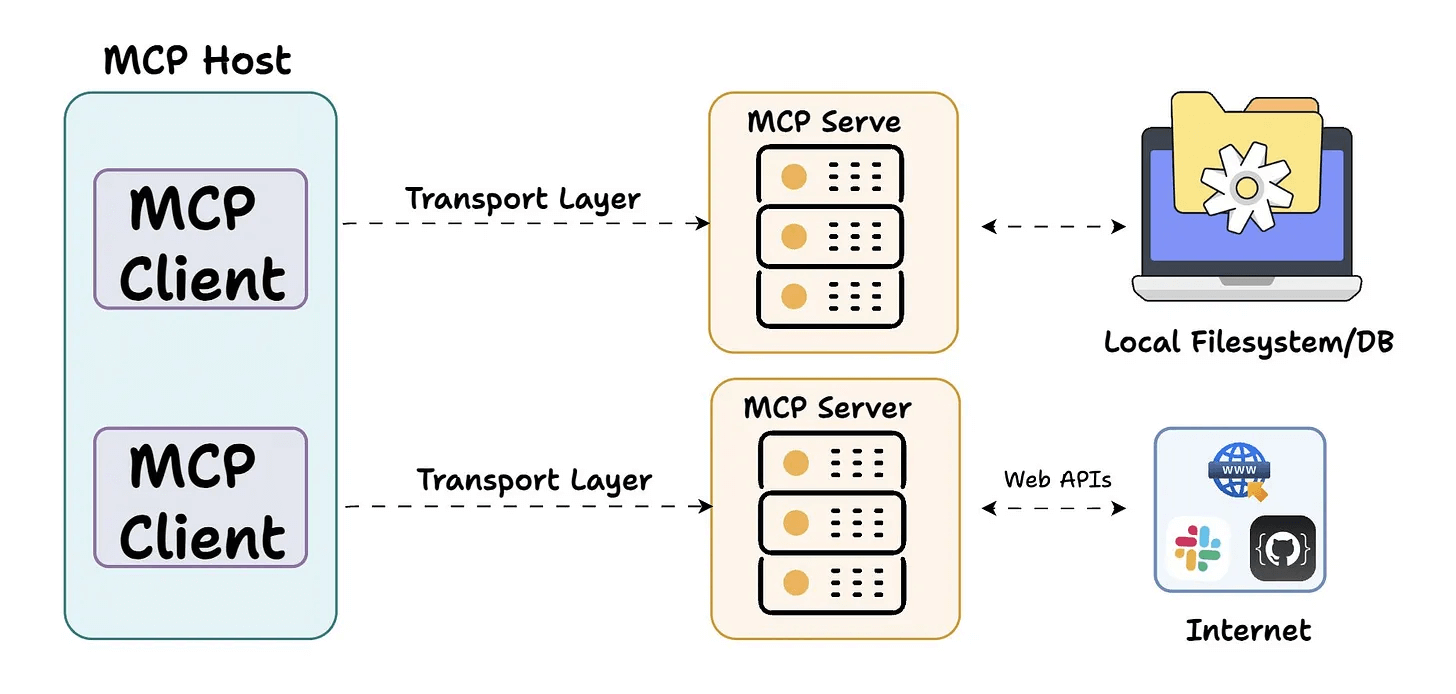 MCP Host
MCP
Client
Transport Layer
MCP Serve
Local Filesystem/DB
MCP
Client
Transport Layer
MCP Server
Web APIs
WWW
Internet